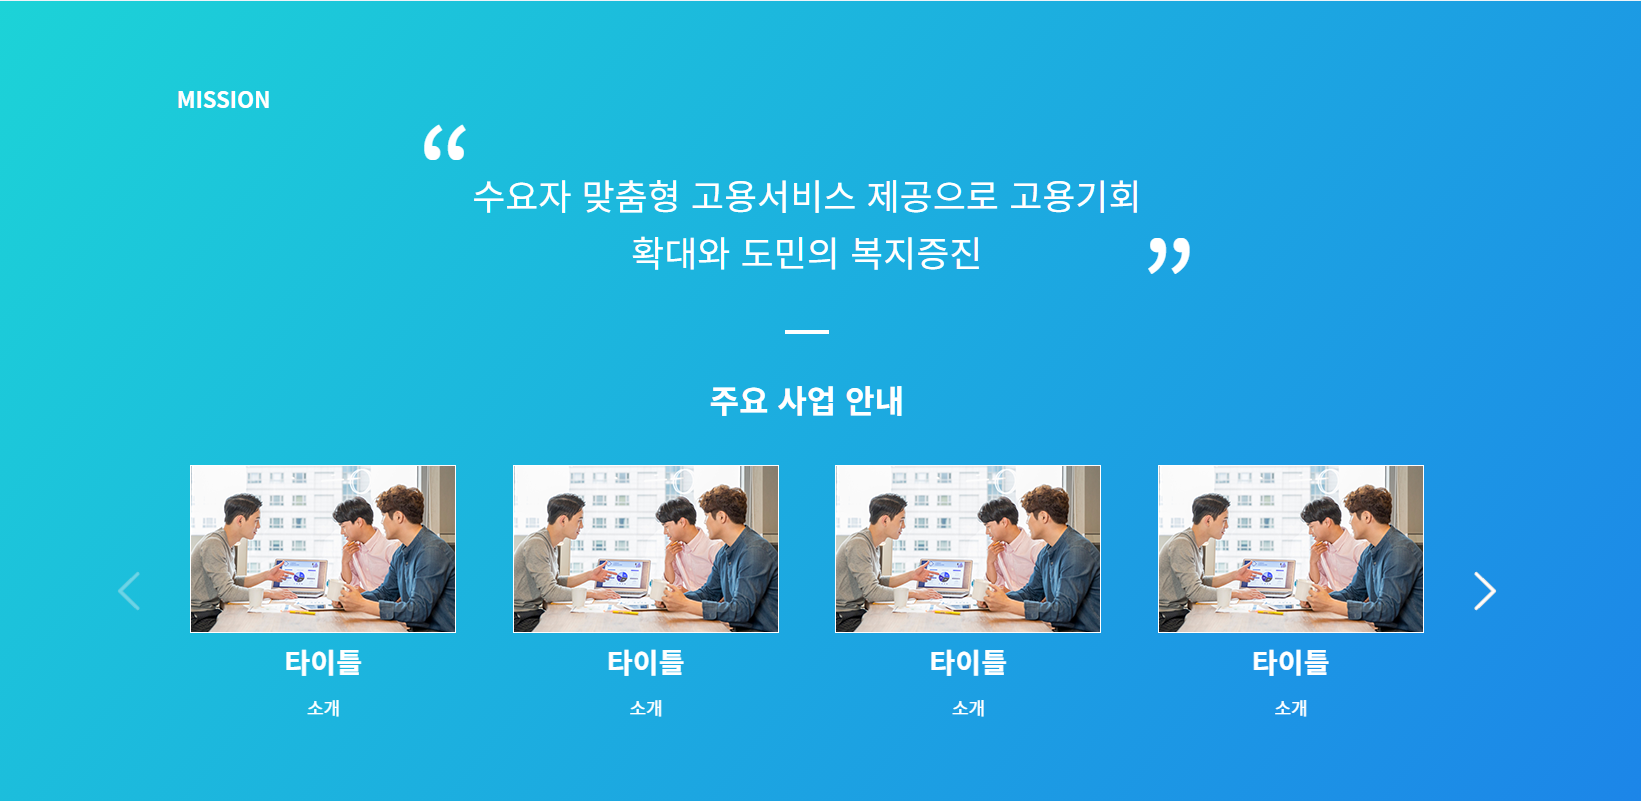 MISSION
“
수요자 맞춤형 고용서비스 제공으로 고용기회
확대와 도민의 복지증진
”
주요 사업 안내
타이틀
소개
타이틀
소개
타이틀
소개
타이틀
소개